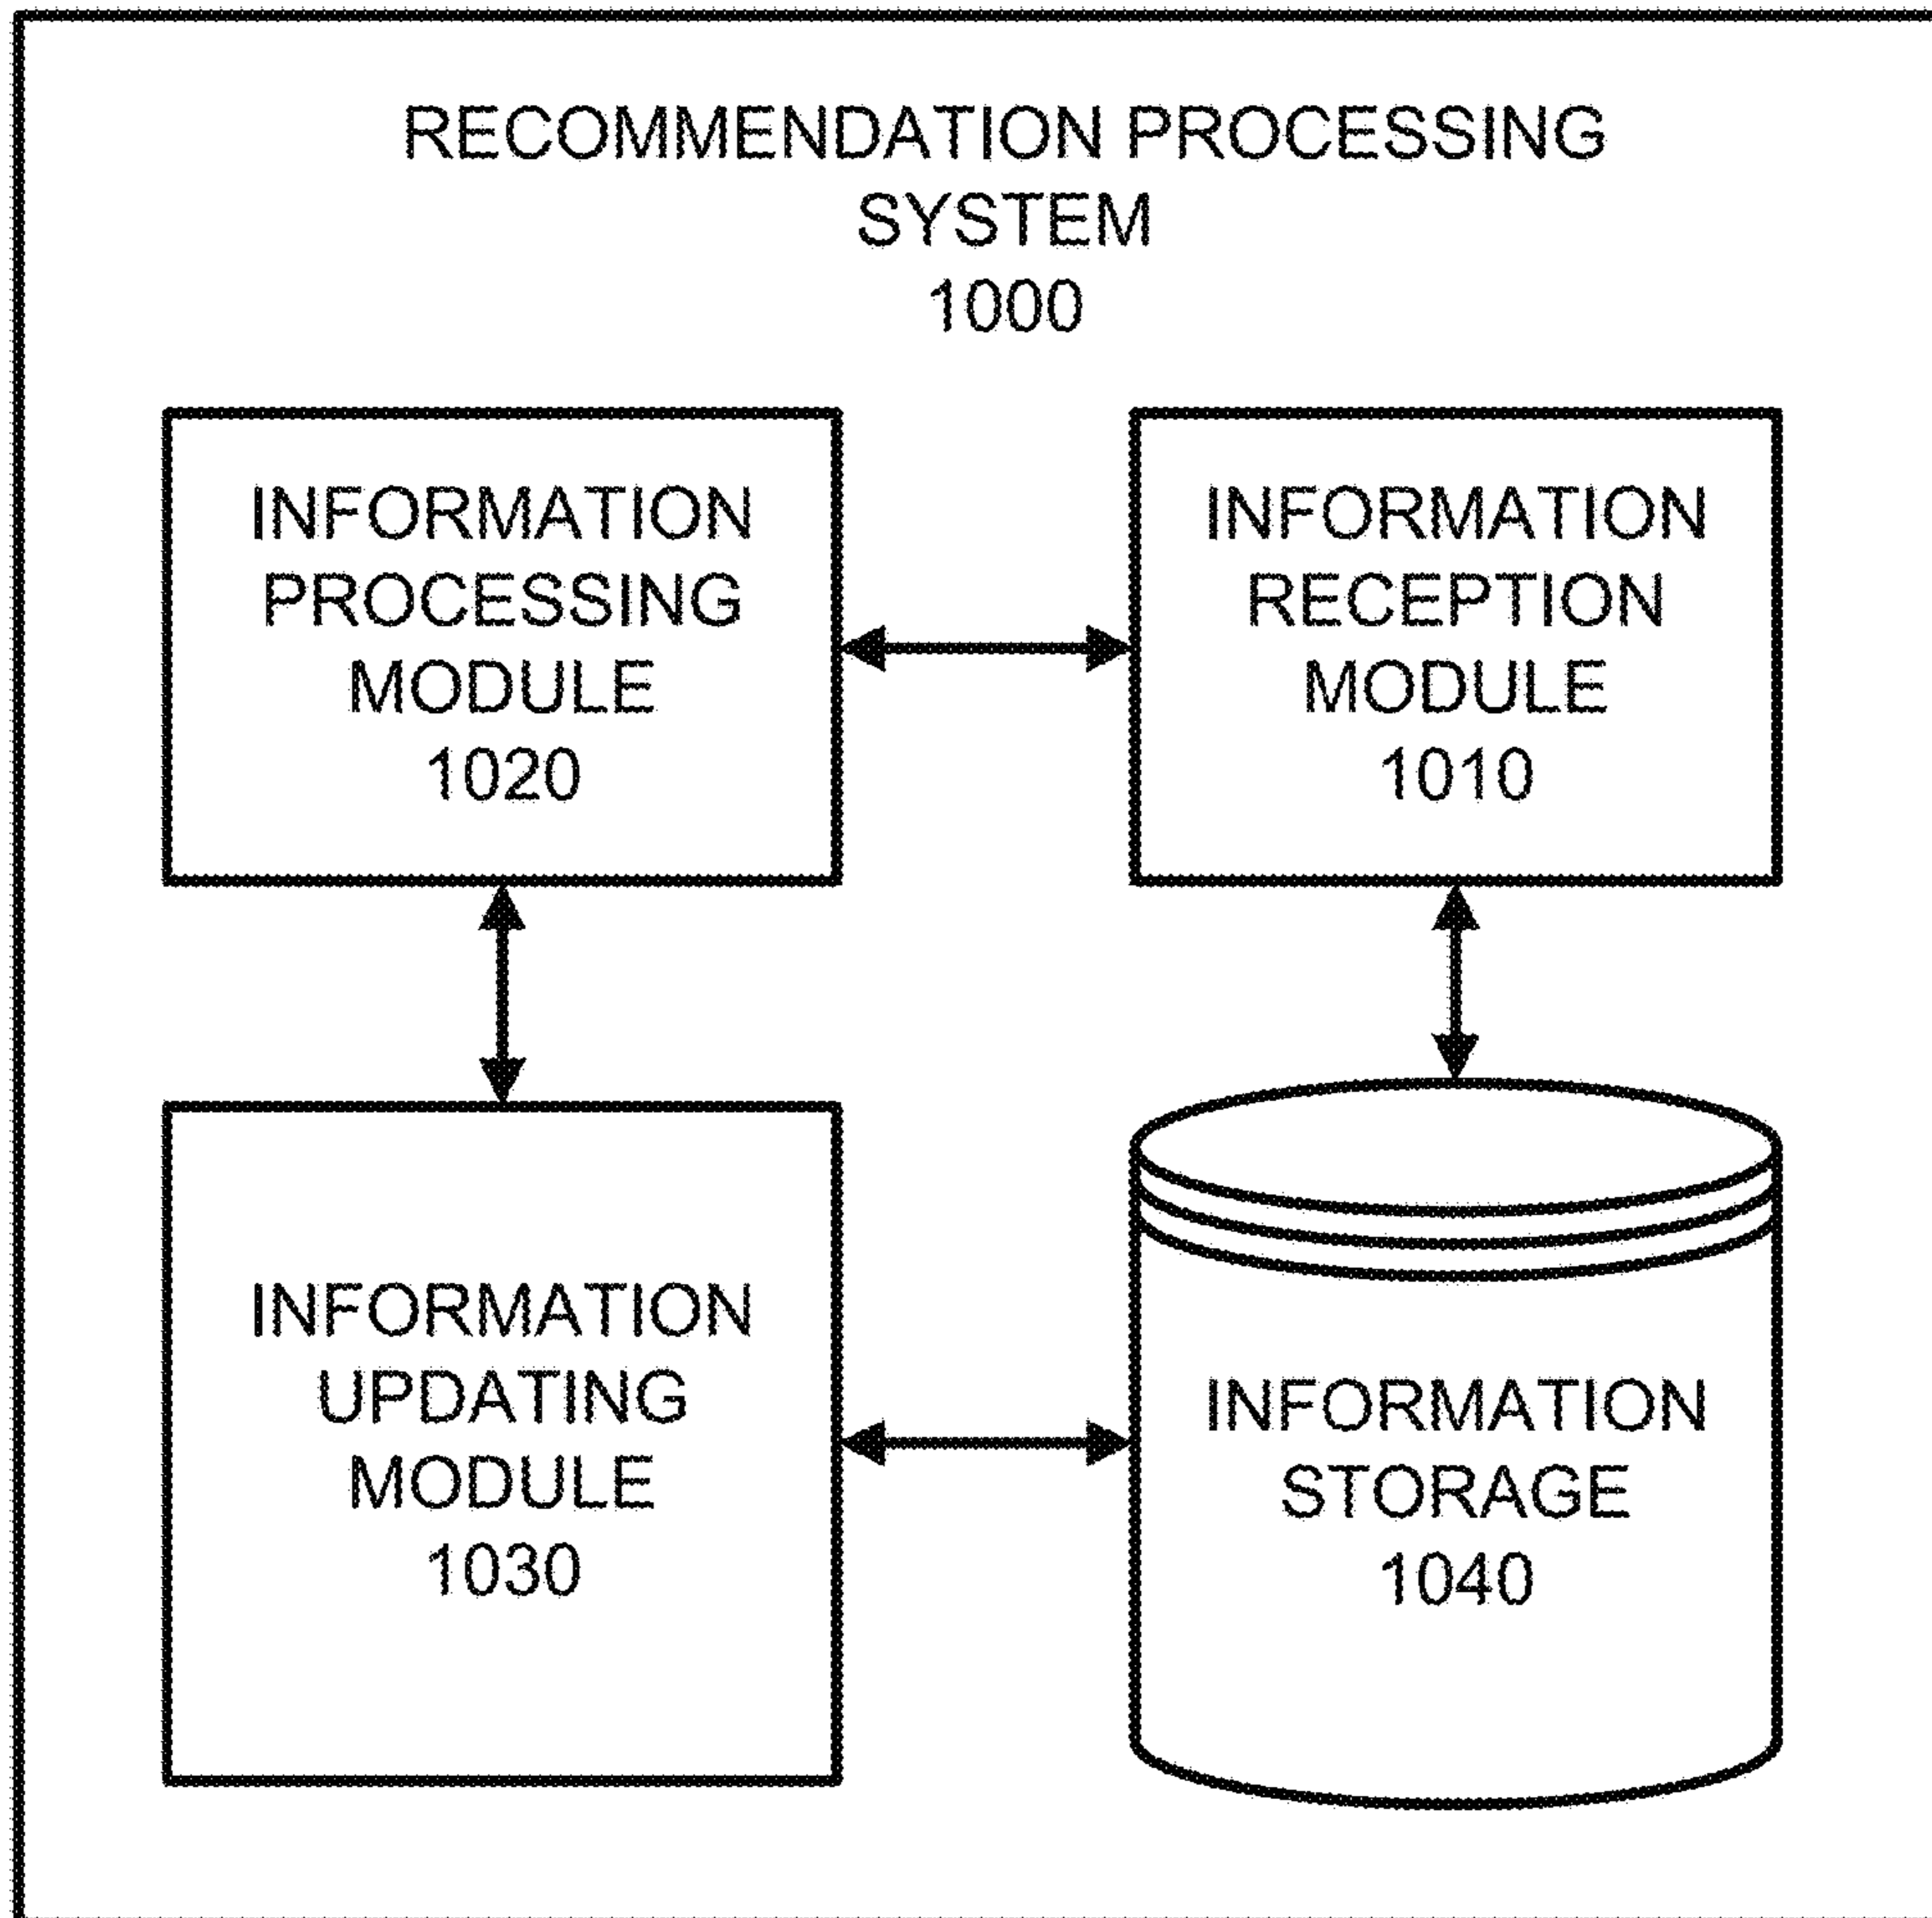 RECOMMENDATION PROCESSING
SYSTEM
1000
INFORMATION
PROCESSING
MODULE
1020
INFORMATION
RECEPTION
MODULE
1010
INFORMATION
UPDATING
MODULE
1030
INFORMATION
STORAGE
1040